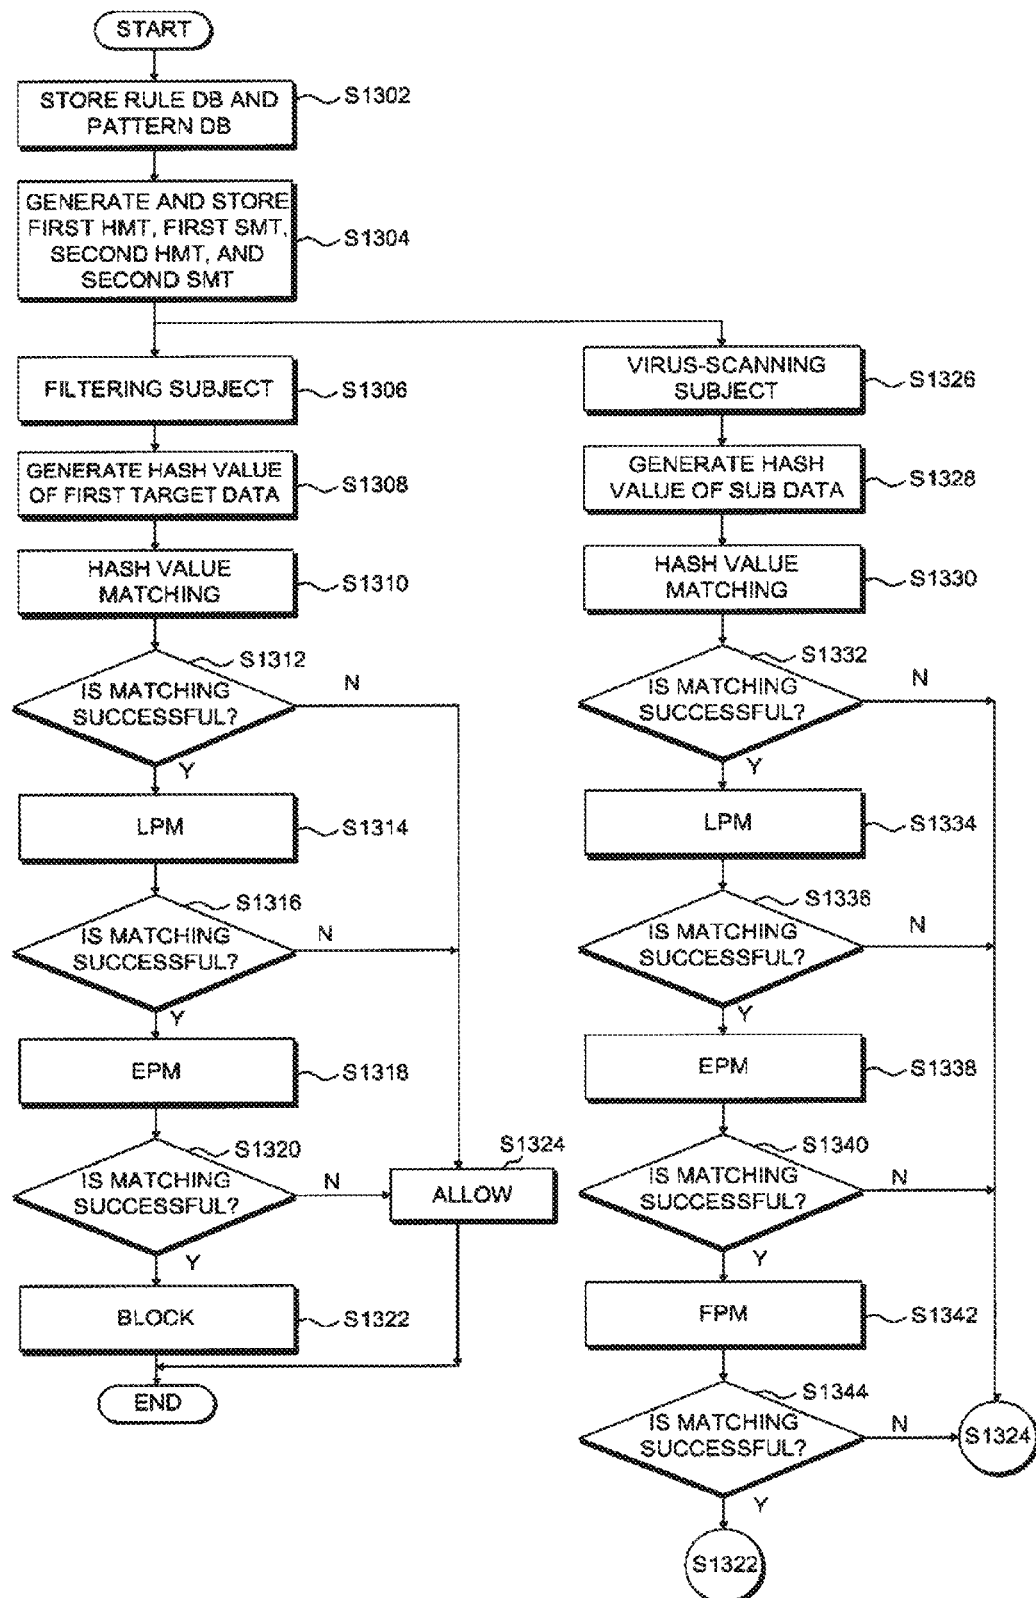 START
STORE RULE DB AND
PATTERN DB
S1302
GENERATE AND STORE
FIRST HMT, FIRST SMT,
SECOND HMT, AND
SECOND SMT
S1304
FILTERING SUBJECT
S1306
GENERATE HASH VALUE
OF FIRST TARGET DATA
S1308
HASH VALUE
MATCHING
S1310
S1312
IS MATCHING
SUCCESSFUL?
N
Y
LPM
S1314
S1316
IS MATCHING
SUCCESSFUL?
N
Y
EPM
S1318
S1320
IS MATCHING
SUCCESSFUL?
N
S1324
ALLOW
Y
BLOCK
S1322
END
VIRUS-SCANNING
SUBJECT
S1326
GENERATE HASH
VALUE OF SUB DATA
S1328
HASH VALUE
MATCHING
S1330
S1332
IS MATCHING
SUCCESSFUL?
N
Y
LPM
S1334
S1336
IS MATCHING
SUCCESSFUL?
N
Y
EPM
S1338
S1340
IS MATCHING
SUCCESSFUL?
N
Y
FPM
S1342
S1344
IS MATCHING
SUCCESSFUL?
N
S1324
Y
S1322